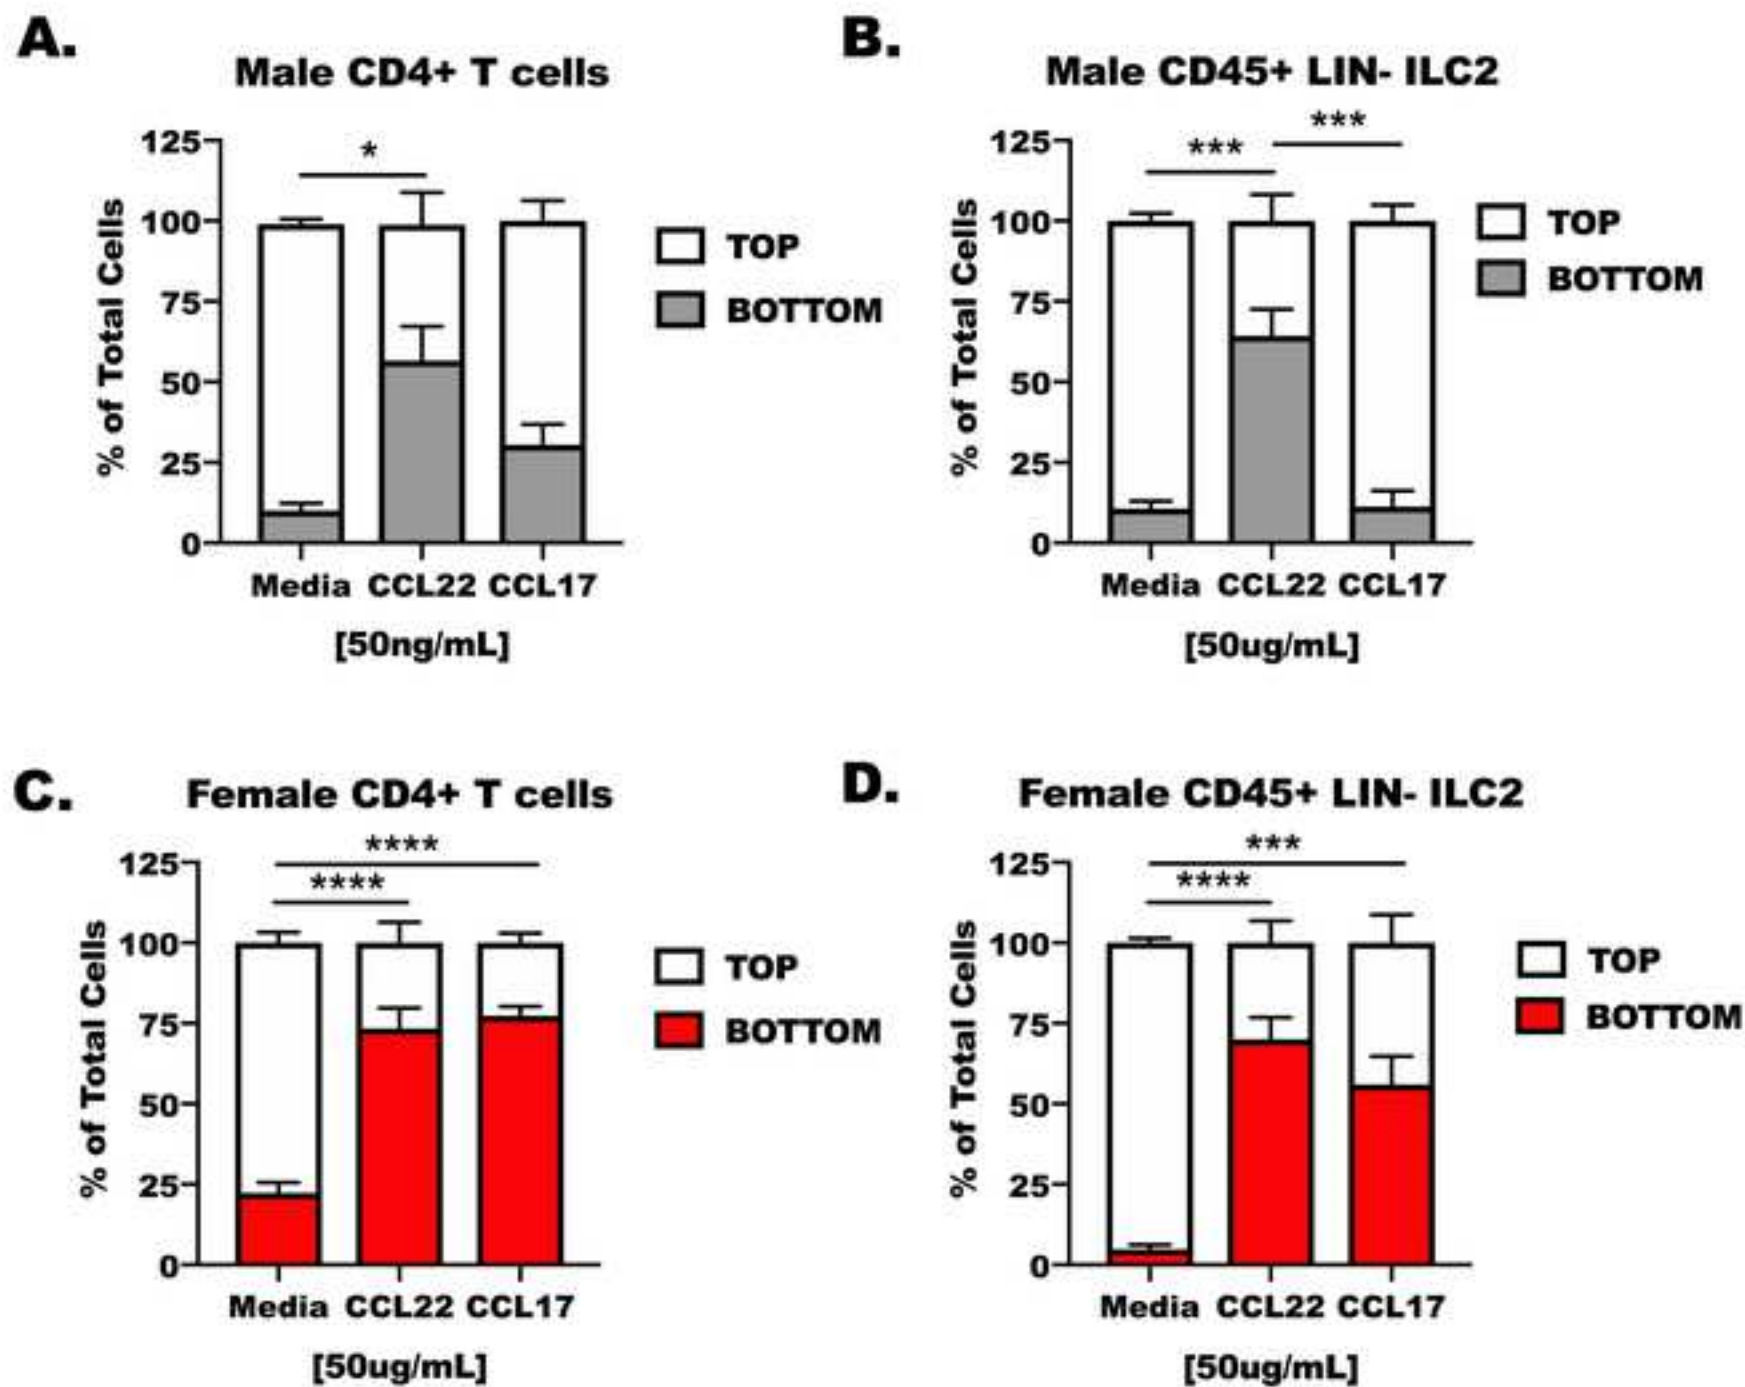 A.
Male CD4+ T cells
*
% of Total Cells
125
100
75
50
25
0
Media CCL22 CCL17
[50ng/mL]
TOP
BOTTOM
B.
Male CD45+ LIN- ILC2
***
***
% of Total Cells
125
100
75
50
25
0
Media CCL22 CCL17
[50ug/mL]
TOP
BOTTOM
C.
Female CD4+ T cells
****
****
% of Total Cells
125
100
75
50
25
0
Media CCL22 CCL17
[50ug/mL]
TOP
BOTTOM
D.
Female CD45+ LIN- ILC2
***
****
% of Total Cells
125
100
75
50
25
0
Media CCL22 CCL17
[50ug/mL]
TOP
BOTTOM